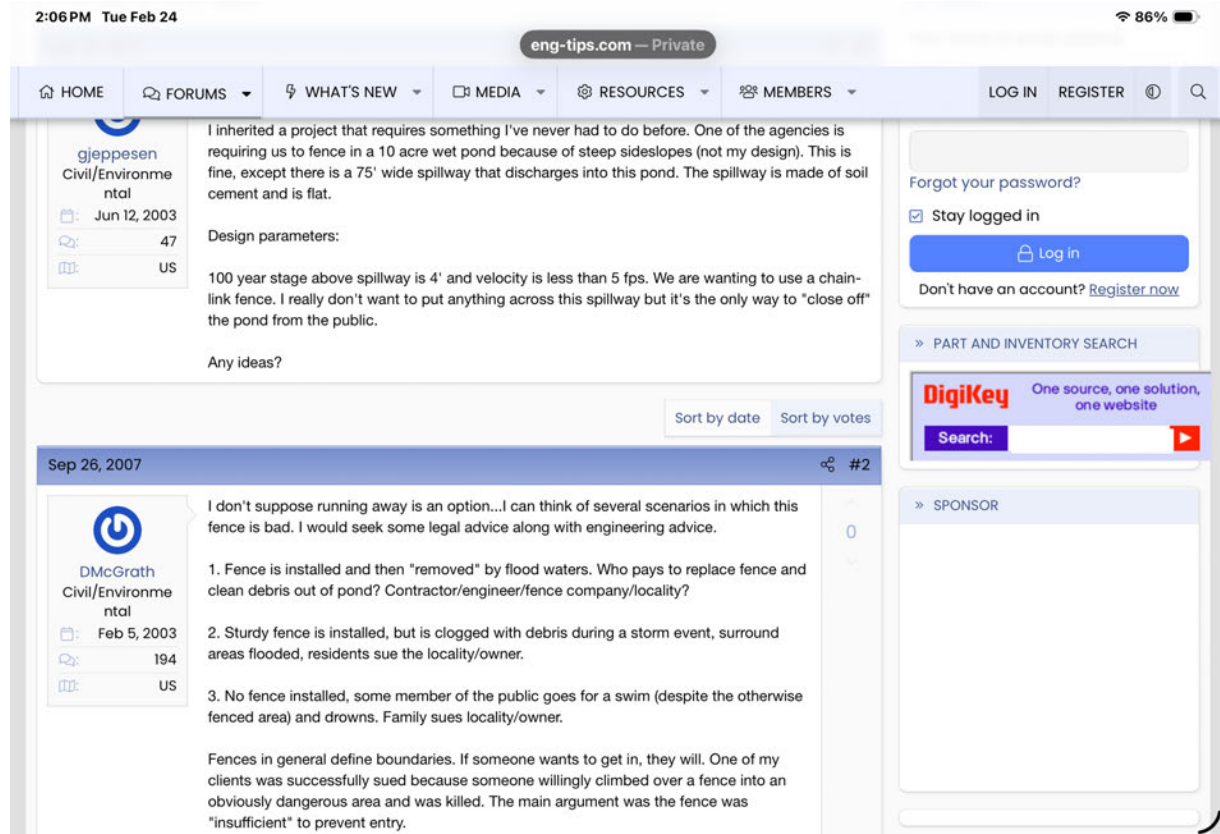 2:06 PM Tue Feb 24
86%
eng-tips.com — Private
HOME
FORUMS
WHAT'S NEW
MEDIA
RESOURCES
MEMBERS
LOG IN
REGISTER
gjeppesen
Civil/Environme
ntal
Jun 12, 2003
47
US
I inherited a project that requires something I've never had to do before. One of the agencies is
requiring us to fence in a 10 acre wet pond because of steep sideslopes (not my design). This is
fine, except there is a 75' wide spillway that discharges into this pond. The spillway is made of soil
cement and is flat.
Design parameters:
100 year stage above spillway is 4' and velocity is less than 5 fps. We are wanting to use a chain-
link fence. I really don't want to put anything across this spillway but it's the only way to "close off"
the pond from the public.
Any ideas?
Forgot your password?
Stay logged in
Log in
Don't have an account? Register now
» PART AND INVENTORY SEARCH
DigiKey
One source, one solution,
one website
Search:
» SPONSOR
Sort by date Sort by votes
Sep 26, 2007
#2
DMcGrath
Civil/Environme
ntal
Feb 5, 2003
194
US
I don't suppose running away is an option...I can think of several scenarios in which this
fence is bad. I would seek some legal advice along with engineering advice.
1. Fence is installed and then "removed" by flood waters. Who pays to replace fence and
clean debris out of pond? Contractor/engineer/fence company/locality?
2. Sturdy fence is installed, but is clogged with debris during a storm event, surround
areas flooded, residents sue the locality/owner.
3. No fence installed, some member of the public goes for a swim (despite the otherwise
fenced area) and drowns. Family sues locality/owner.
Fences in general define boundaries. If someone wants to get in, they will. One of my
clients was successfully sued because someone willingly climbed over a fence into an
obviously dangerous area and was killed. The main argument was the fence was
"insufficient" to prevent entry.
0